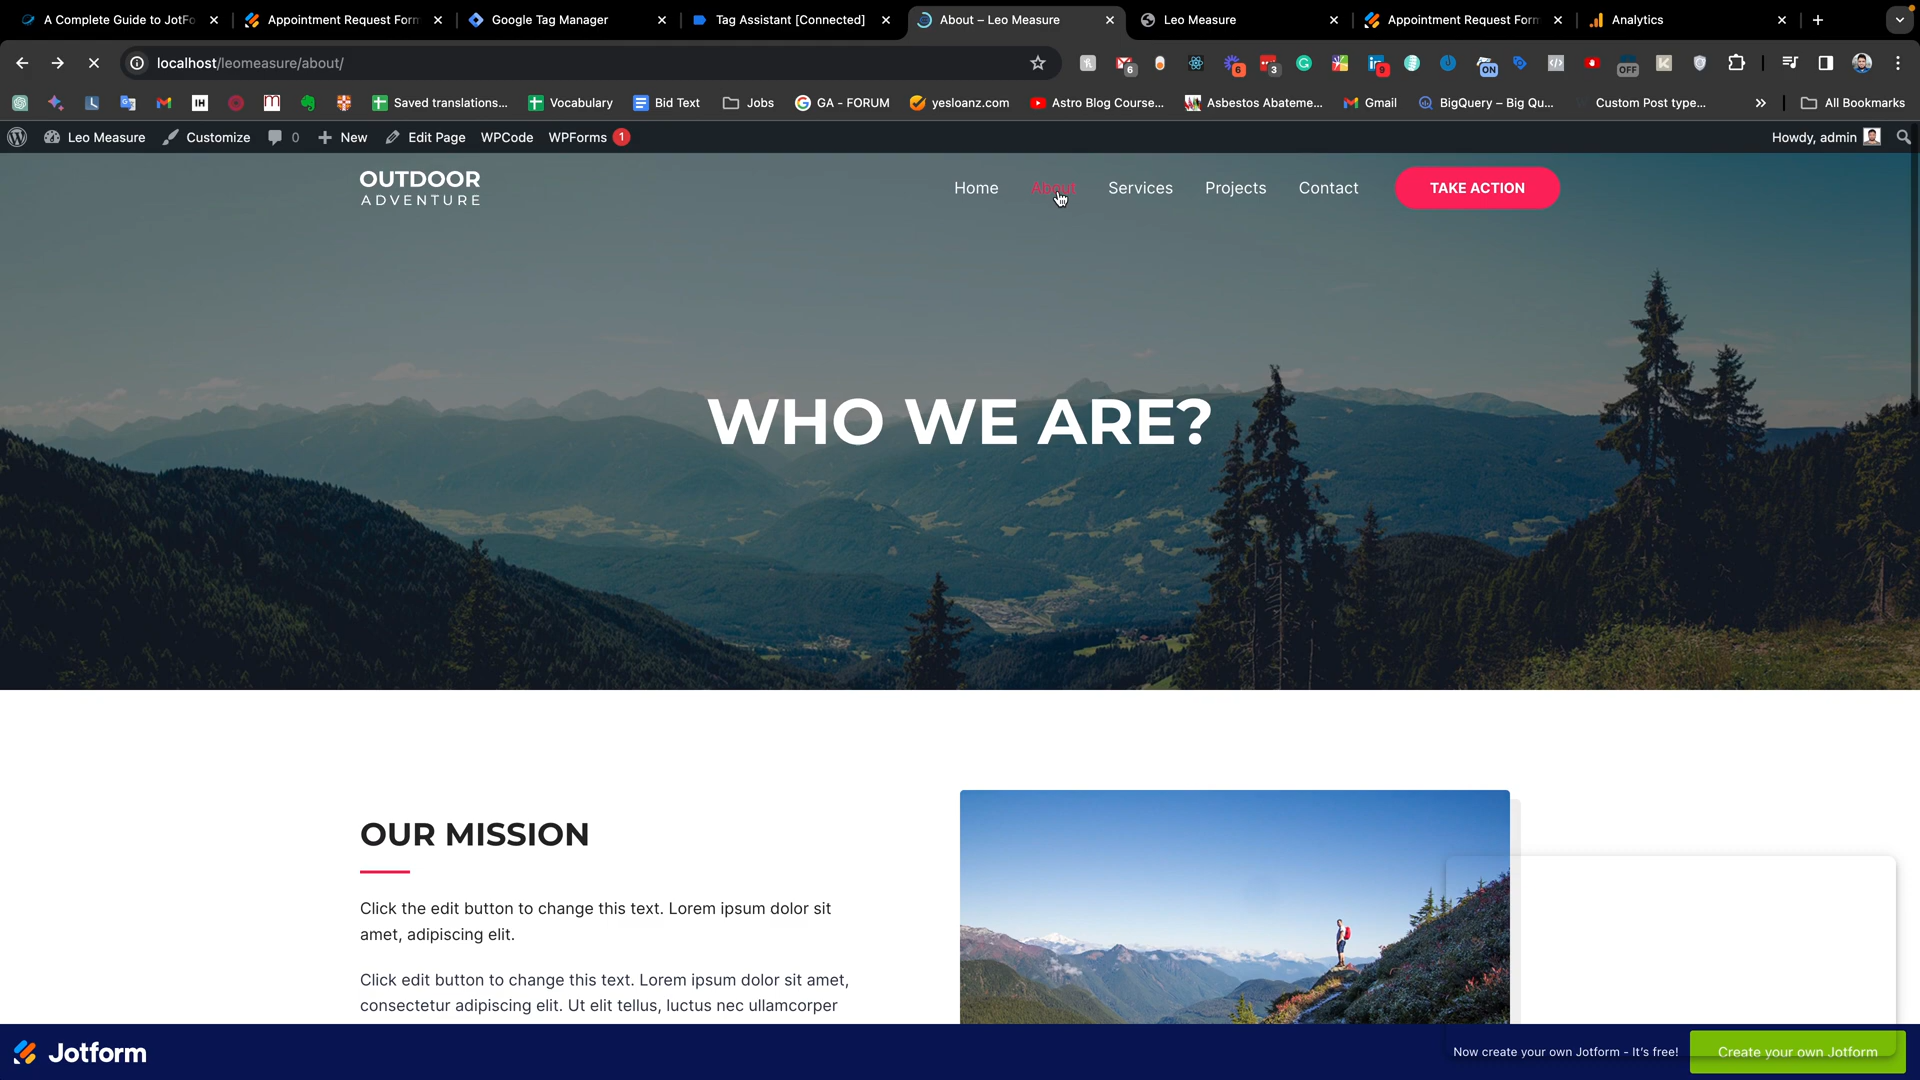 A Complete Guide to JotFo
Appointment Request Form
Google Tag Manager
Tag Assistant [Connected]
About – Leo Measure
Leo Measure
Appointment Request Form
Analytics
localhost/leomeasure/about/
6
6
3
9
ON
OFF
Saved translations...
Vocabulary
Bid Text
Jobs
GA - FORUM
yesloanz.com
Astro Blog Course...
Asbestos Abateme...
Gmail
BigQuery – Big Qu...
Custom Post type...
All Bookmarks
Leo Measure
Customize
0
New
Edit Page
WPCode
WPForms 1
Howdy, admin
OUTDOOR
ADVENTURE
Home
About
Services
Projects
Contact
TAKE ACTION
WHO WE ARE?
OUR MISSION
Click the edit button to change this text. Lorem ipsum dolor sit
amet, adipiscing elit.
Click edit button to change this text. Lorem ipsum dolor sit amet,
consectetur adipiscing elit. Ut elit tellus, luctus nec ullamcorper
Jotform
Now create your own Jotform - It's free!
Create your own Jotform